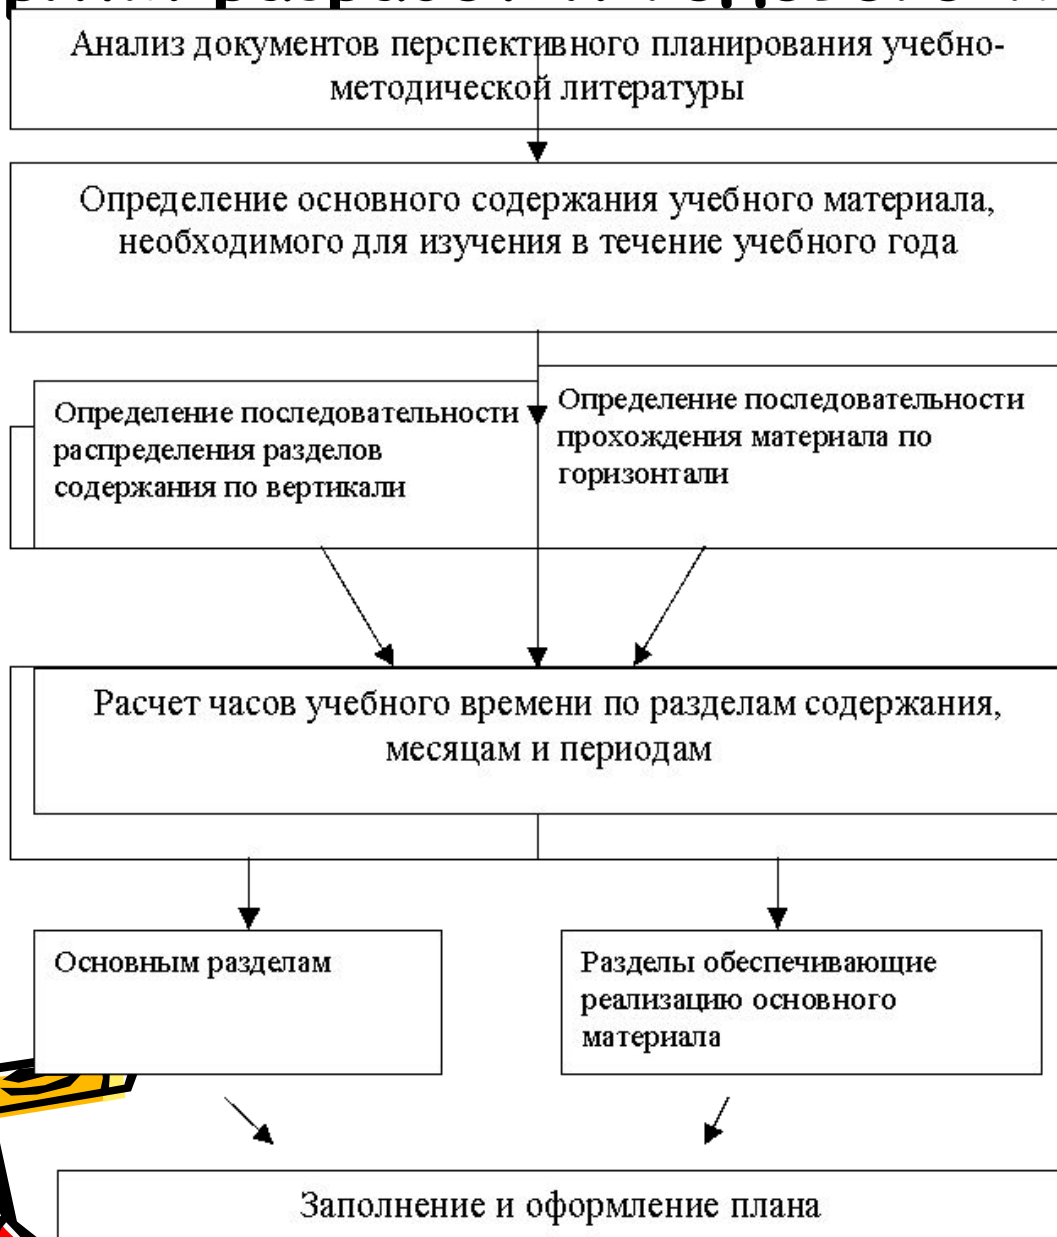 Анализ документов перспективного планирования учебно-
методической литературы
Определение основного содержания учебного материала,
необходимого для изучения в течение учебного года
Определение последовательности
распределения разделов
содержания по вертикали
Определение последовательности
прохождения материала по
горизонтали
Расчет часов учебного времени по разделам содержания,
месяцам и периодам
Основным разделам
Разделы обеспечивающие
реализацию основного
материала
Заполнение и оформление плана